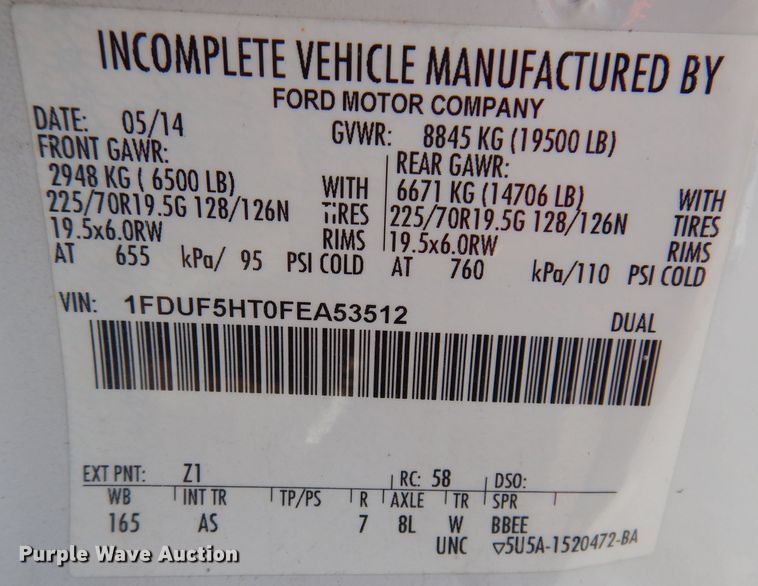 INCOMPLETE VEHICLE MANUFACTURED BY
FORD MOTOR COMPANY
DATE: 05/14 GVWR: 8845 KG (19500 LB)
FRONT GAWR: REAR GAWR:
2948 KG ( 6500 LB) WITH 6671 KG (14706 LB) WITH
225/70R19.5G 128/126N TIRES 225/70R19.5G 128/126N TIRES
19.5x6.0RW RIMS 19.5x6.0RW RIMS
AT 655 kPa/ 95 PSI COLD AT 760 kPa/110 PSI COLD
VIN: 1FDUF5HT0FEA53512 DUAL
EXT PNT: Z1 RC: 58 DSO:
WB INT TR TP/PS R AXLE TR SPR
165 AS 7 8L W BBEE
UNC ▽5U5A-1520472-BA
Purple Wave Auction